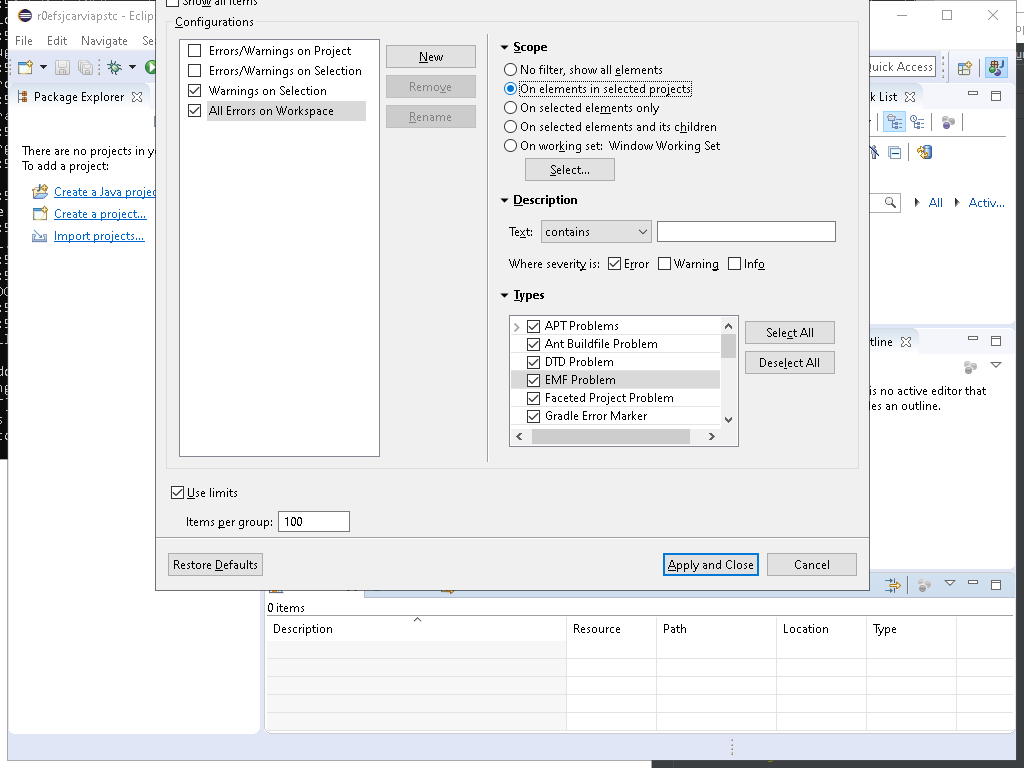 r0efsjcarviapstc - Eclip
Show all items
File Edit Navigate Se
Configurations
Errors/Warnings on Project
Errors/Warnings on Selection
Warnings on Selection
All Errors on Workspace
New
Remove
Rename
Scope
No filter, show all elements
On elements in selected projects
On selected elements only
On selected elements and its children
On working set: Window Working Set
Select...
Description
Text: contains
Where severity is: Error Warning Info
Types
APT Problems
Ant Buildfile Problem
DTD Problem
EMF Problem
Faceted Project Problem
Gradle Error Marker
Select All
Deselect All
Use limits
Items per group: 100
Restore Defaults
Apply and Close
Cancel
Package Explorer
There are no projects in y
To add a project:
Create a Java projec
Create a project...
Import projects...
Quick Access
k List
All Activ...
tline
is no active editor that
des an outline.
0 items
Description Resource Path Location Type